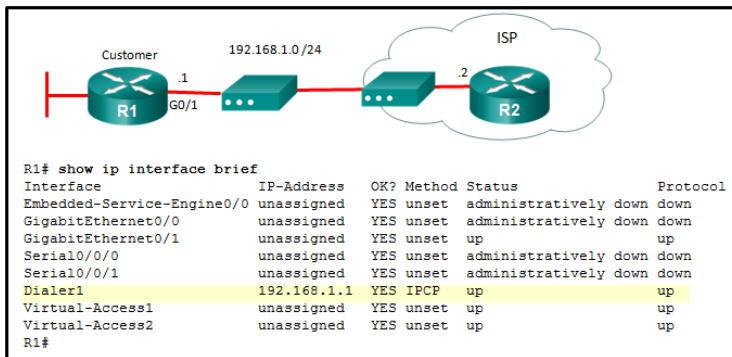 ISP
Customer
192.168.1.0/24
.1
.2
G0/1
R1
R2
R1# show ip interface brief
Interface IP-Address OK? Method Status Protocol
Embedded-Service-Engine0/0 unassigned YES unset administratively down down
GigabitEthernet0/0 unassigned YES unset administratively down down
GigabitEthernet0/1 unassigned YES unset up up
Serial0/0/0 unassigned YES unset administratively down down
Serial0/0/1 unassigned YES unset administratively down down
Dialer1 192.168.1.1 YES IPCP up up
Virtual-Access1 unassigned YES unset up up
Virtual-Access2 unassigned YES unset up up
R1#